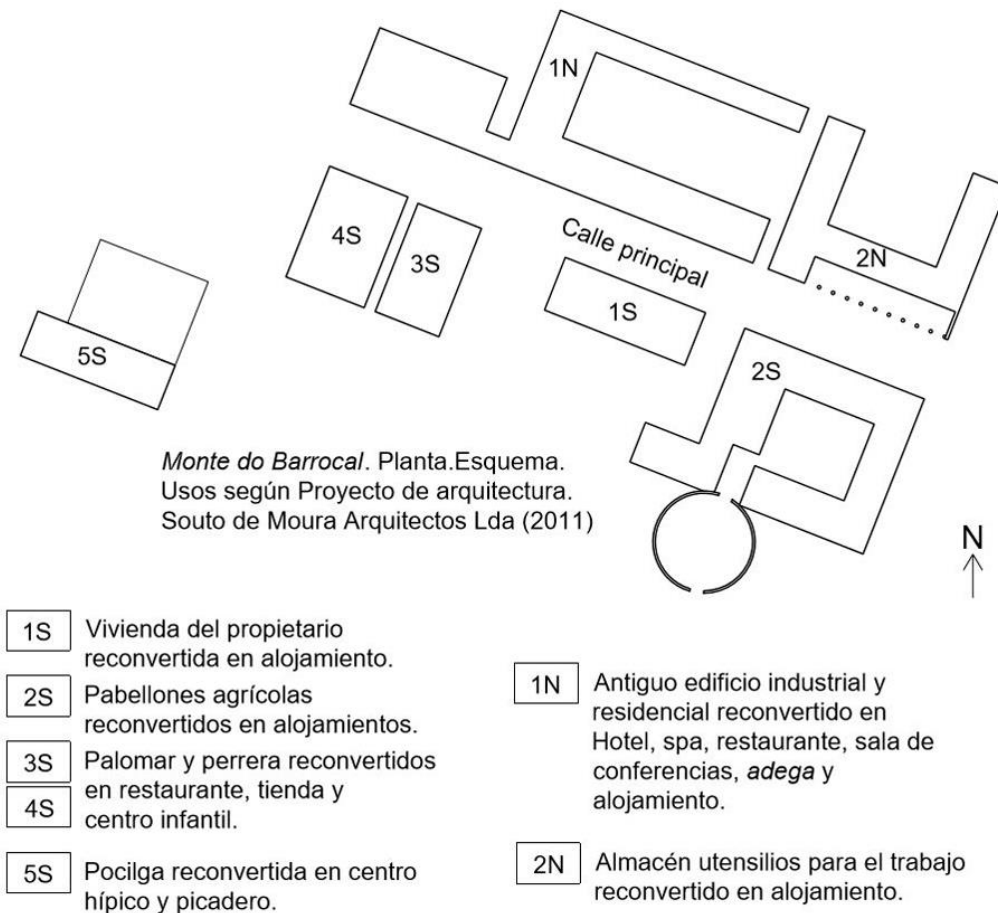 1N
4S
3S
Calle principal
2N
1S
5S
2S
Monte do Barrocal. Planta.Esquema.
Usos según Proyecto de arquitectura.
Souto de Moura Arquitectos Lda (2011)
N
1S Vivienda del propietario
reconvertida en alojamiento.
2S Pabellones agrícolas
reconvertidos en alojamientos.
3S Palomar y perrera reconvertidos
4S en restaurante, tienda y
centro infantil.
5S Pocilga reconvertida en centro
hípico y picadero.
1N Antiguo edificio industrial y
residencial reconvertido en
Hotel, spa, restaurante, sala de
conferencias, adega y
alojamiento.
2N Almacén utensilios para el trabajo
reconvertido en alojamiento.